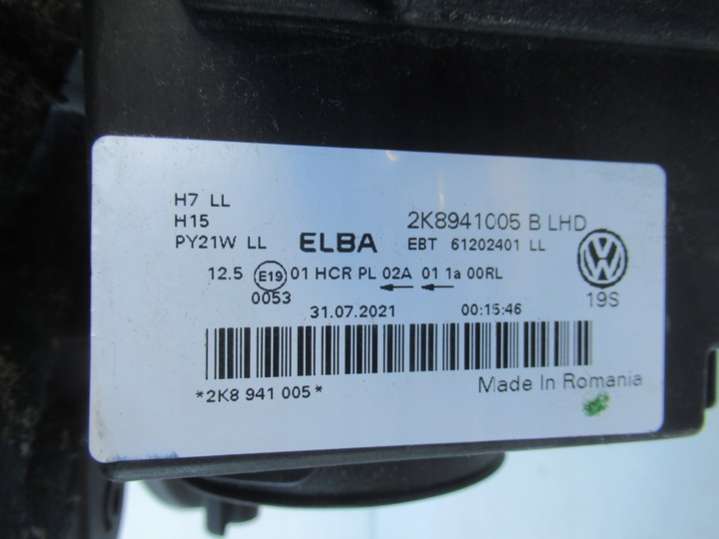 H7 LL
H15
PY21W LL
ELBA
2K8941005 B LHD
EBT 61202401 LL
12.5 E19 01 HCR PL 02A 01 1a 00RL
0053
19S
31.07.2021 00:15:46
*2K8 941 005*
Made In Romania